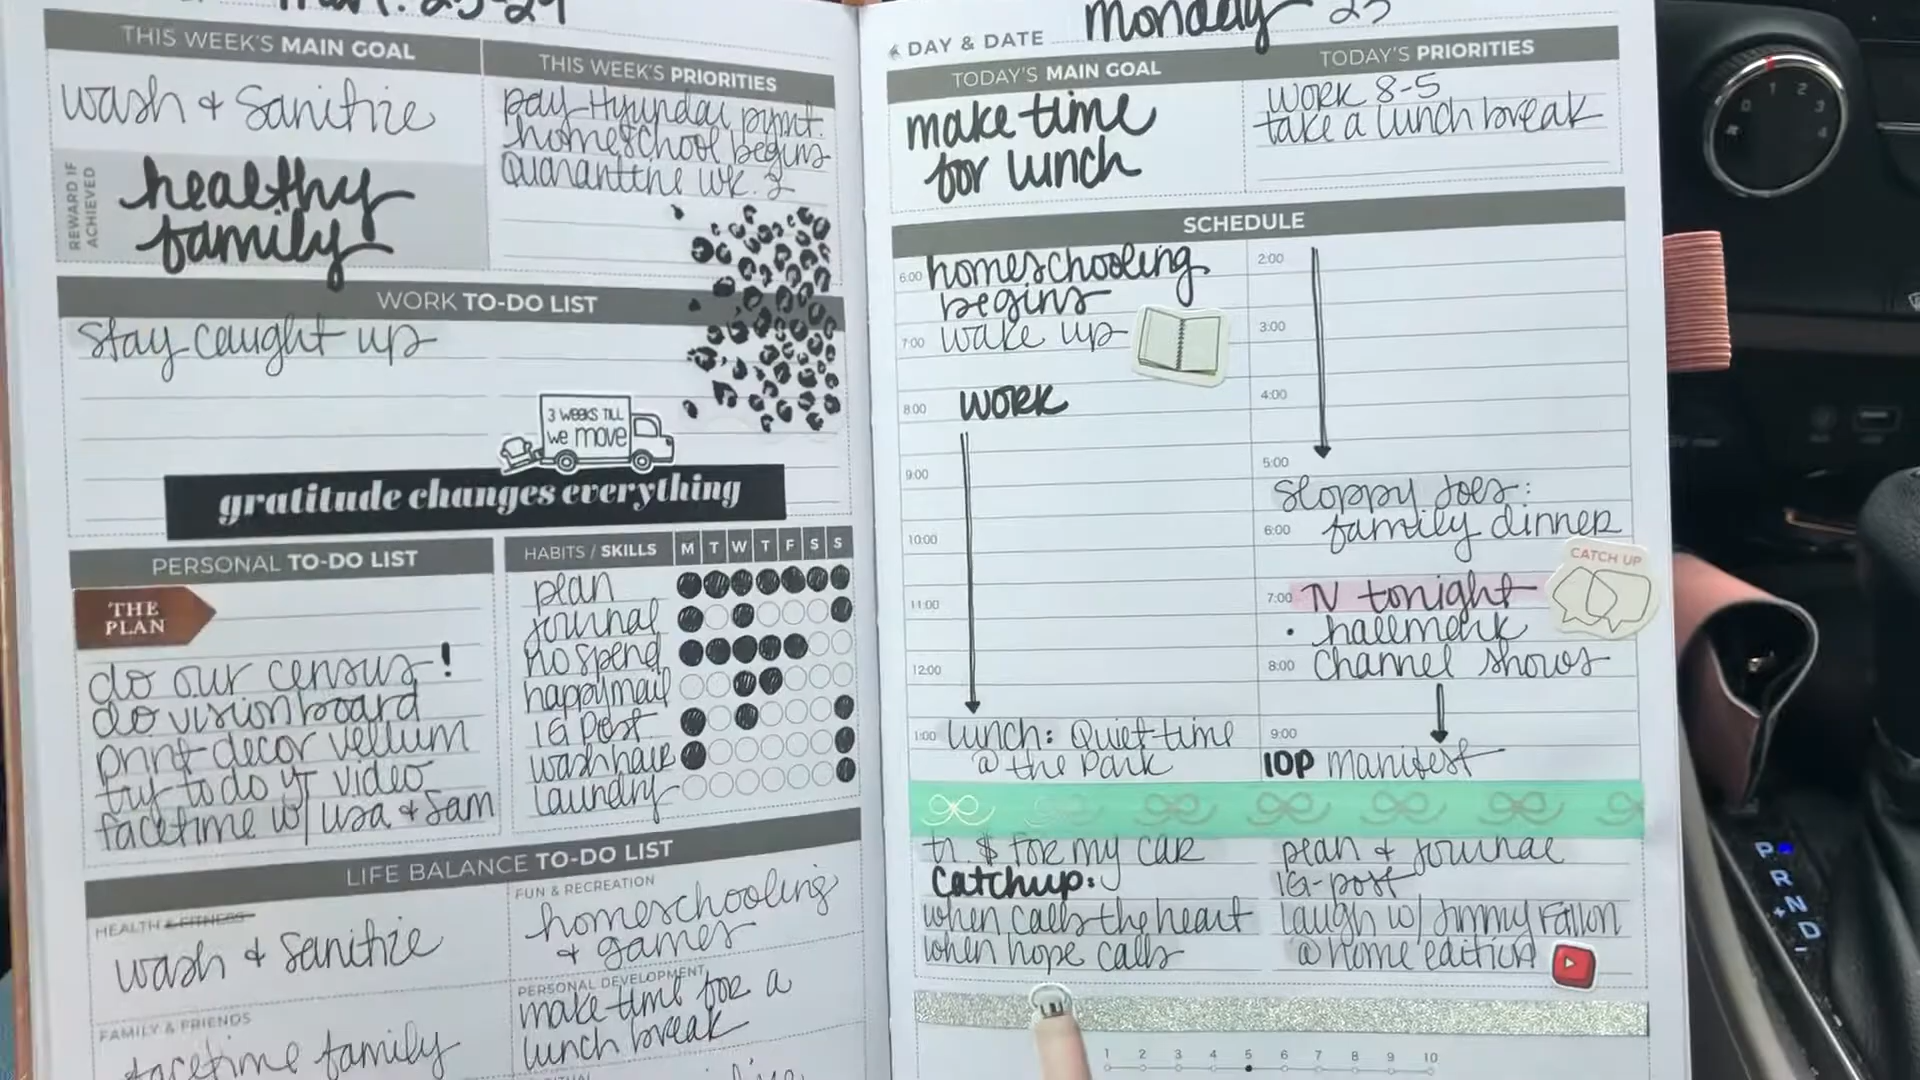 Mar. 23-29
THIS WEEK'S MAIN GOAL
wash & sanitize
REWARD IF ACHIEVED
healthy
family
THIS WEEK'S PRIORITIES
pay Hyundai pymt.
homeschool begins
Quarantine wk. 2
WORK TO-DO LIST
stay caught up
3 WEEKS TILL
we move
gratitude changes everything
PERSONAL TO-DO LIST
THE
PLAN
do our census!
do vision board
print decor vellum
try to do YT video
facetime w/ Lisa & Sam
HABITS / SKILLS M T W T F S S
plan
journal
no spend
happy mail
IG Post
wash hair
laundry
LIFE BALANCE TO-DO LIST
HEALTH & FITNESS
wash & sanitize
FUN & RECREATION
homeschooling
& games
FAMILY & FRIENDS
facetime family
PERSONAL DEVELOPMENT
make time for a
lunch break
DAY & DATE Monday 23
TODAY'S MAIN GOAL
make time
for lunch
TODAY'S PRIORITIES
WORK 8-5
take a lunch break
SCHEDULE
6:00 homeschooling
begins
7:00 wake up
8:00 WORK
9:00
10:00
11:00
12:00
1:00 lunch: Quiet time
@ the Park
2:00
3:00
4:00
5:00
sloppy joes:
6:00 family dinner
CATCH UP
7:00 TV tonight
• hallmark
8:00 channel shows
9:00
10P manifest
tr. $ for my car
catchup:
when calls the heart
when hope calls
plan & journal
IG-post
laugh w/ Jimmy Fallon
@home edition
1 2 3 4 5 6 7 8 9 10
0 1 2 3 4
P
R
N
D